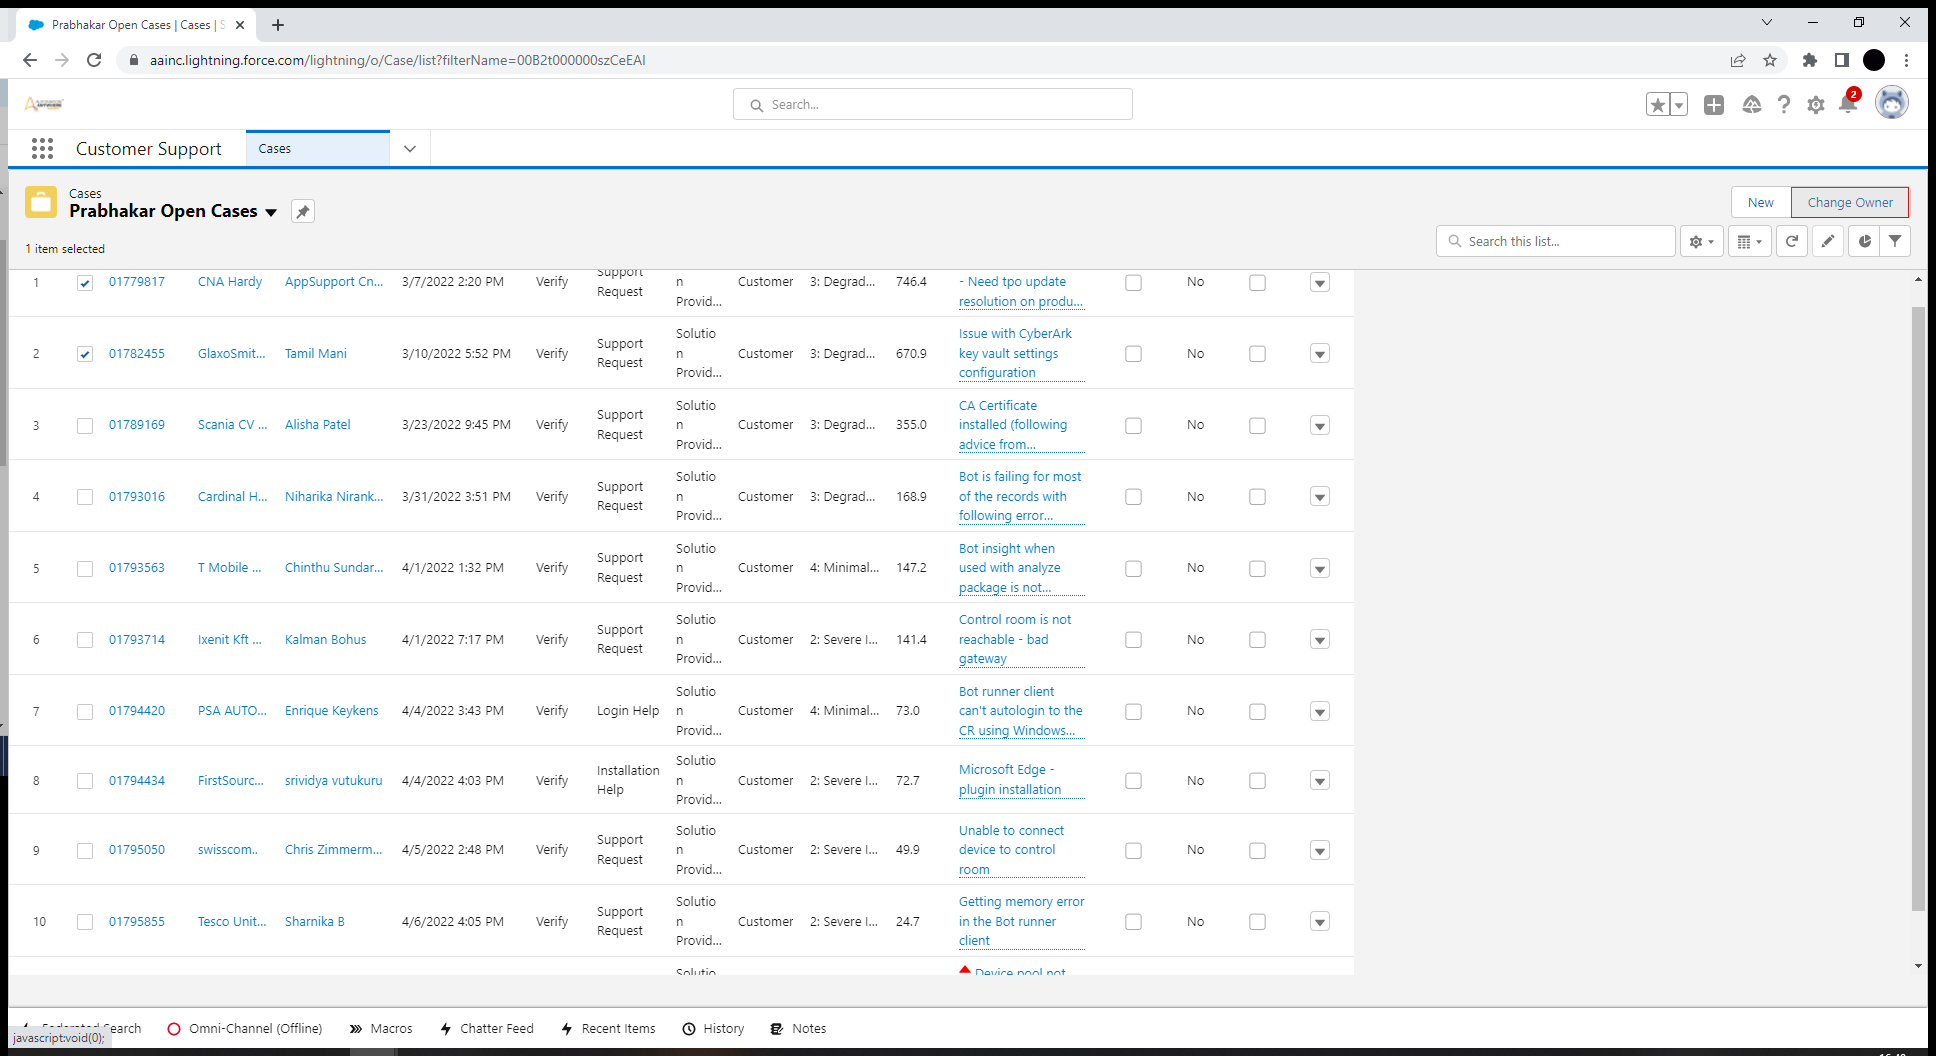 Prabhakar Open Cases | Cases | S
aainc.lightning.force.com/lightning/o/Case/list?filterName=00B2t000000szCeEAI
Search...
2
Customer Support
Cases
Cases
Prabhakar Open Cases
New
Change Owner
1 item selected
Search this list...
1 01779817 CNA Hardy AppSupport Cn... 3/7/2022 2:20 PM Verify Support Request n Provid... Customer 3: Degrad... 746.4 - Need tpo update resolution on produ... No
2 01782455 GlaxoSmit... Tamil Mani 3/10/2022 5:52 PM Verify Support Request Solutio n Provid... Customer 3: Degrad... 670.9 Issue with CyberArk key vault settings configuration No
3 01789169 Scania CV ... Alisha Patel 3/23/2022 9:45 PM Verify Support Request Solutio n Provid... Customer 3: Degrad... 355.0 CA Certificate installed (following advice from... No
4 01793016 Cardinal H... Niharika Nirank... 3/31/2022 3:51 PM Verify Support Request Solutio n Provid... Customer 3: Degrad... 168.9 Bot is failing for most of the records with following error... No
5 01793563 T Mobile ... Chinthu Sundar... 4/1/2022 1:32 PM Verify Support Request Solutio n Provid... Customer 4: Minimal... 147.2 Bot insight when used with analyze package is not... No
6 01793714 Ixenit Kft ... Kalman Bohus 4/1/2022 7:17 PM Verify Support Request Solutio n Provid... Customer 2: Severe I... 141.4 Control room is not reachable - bad gateway No
7 01794420 PSA AUTO... Enrique Keykens 4/4/2022 3:43 PM Verify Login Help Solutio n Provid... Customer 4: Minimal... 73.0 Bot runner client can't autologin to the CR using Windows... No
8 01794434 FirstSourc... srividya vutukuru 4/4/2022 4:03 PM Verify Installation Help Solutio n Provid... Customer 2: Severe I... 72.7 Microsoft Edge - plugin installation No
9 01795050 swisscom.. Chris Zimmerm... 4/5/2022 2:48 PM Verify Support Request Solutio n Provid... Customer 2: Severe I... 49.9 Unable to connect device to control room No
10 01795855 Tesco Unit... Sharnika B 4/6/2022 4:05 PM Verify Support Request Solutio n Provid... Customer 2: Severe I... 24.7 Getting memory error in the Bot runner client No
Solutio Device pool not
Federated Search Omni-Channel (Offline) Macros Chatter Feed Recent Items History Notes
javascript:void(0);